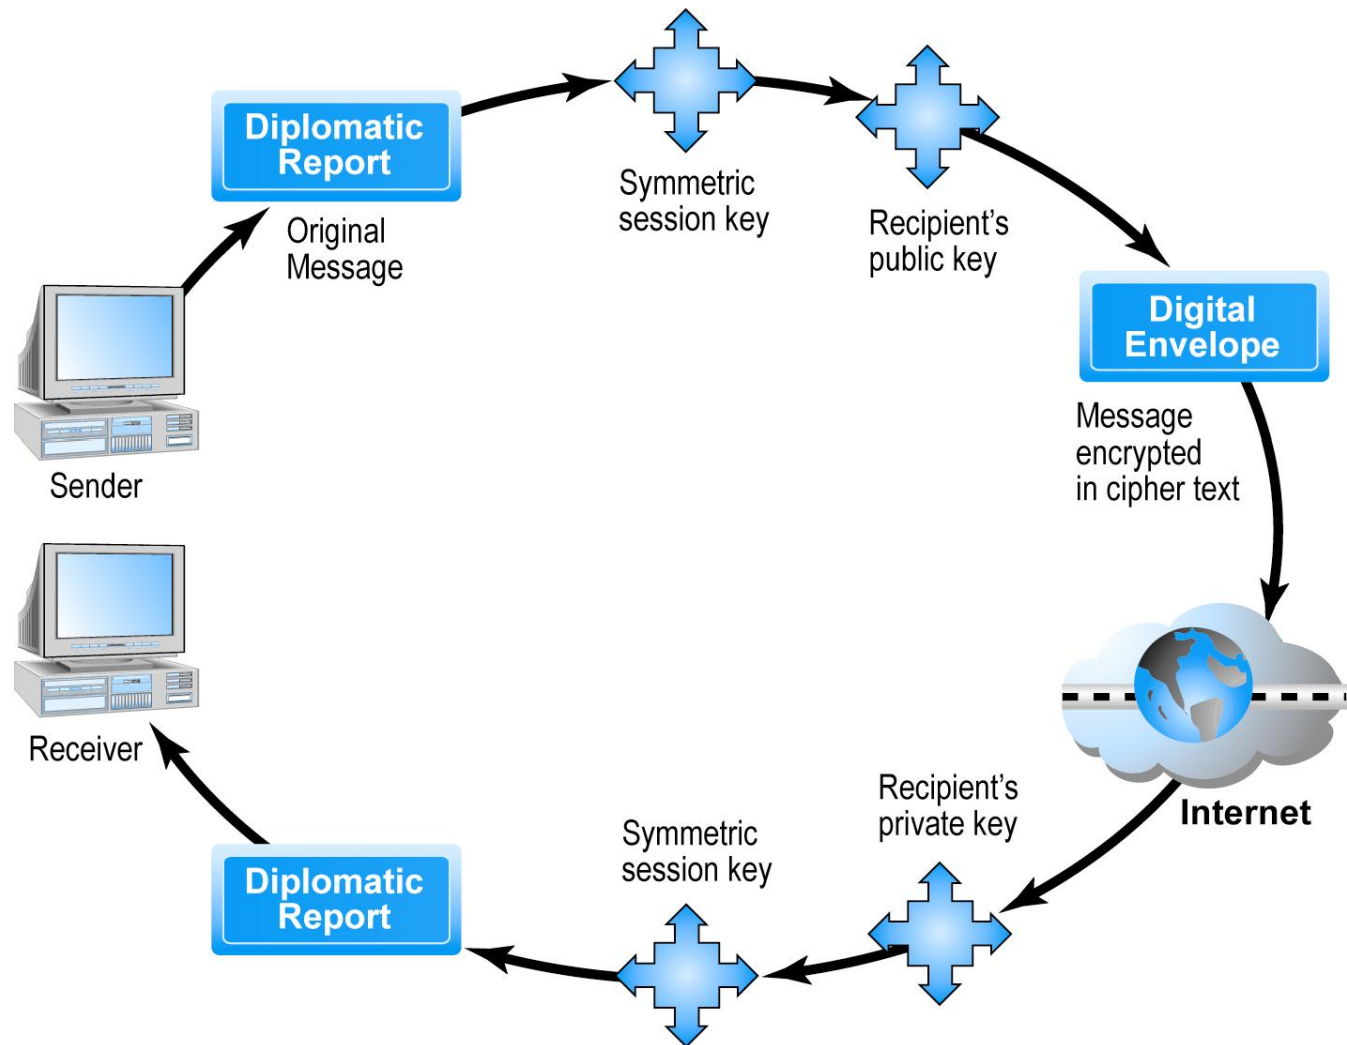 Diplomatic
Report
Original
Message
Symmetric
session key
Recipient's
public key
Digital
Envelope
Message
encrypted
in cipher text
Sender
Receiver
Internet
Recipient's
private key
Symmetric
session key
Diplomatic
Report